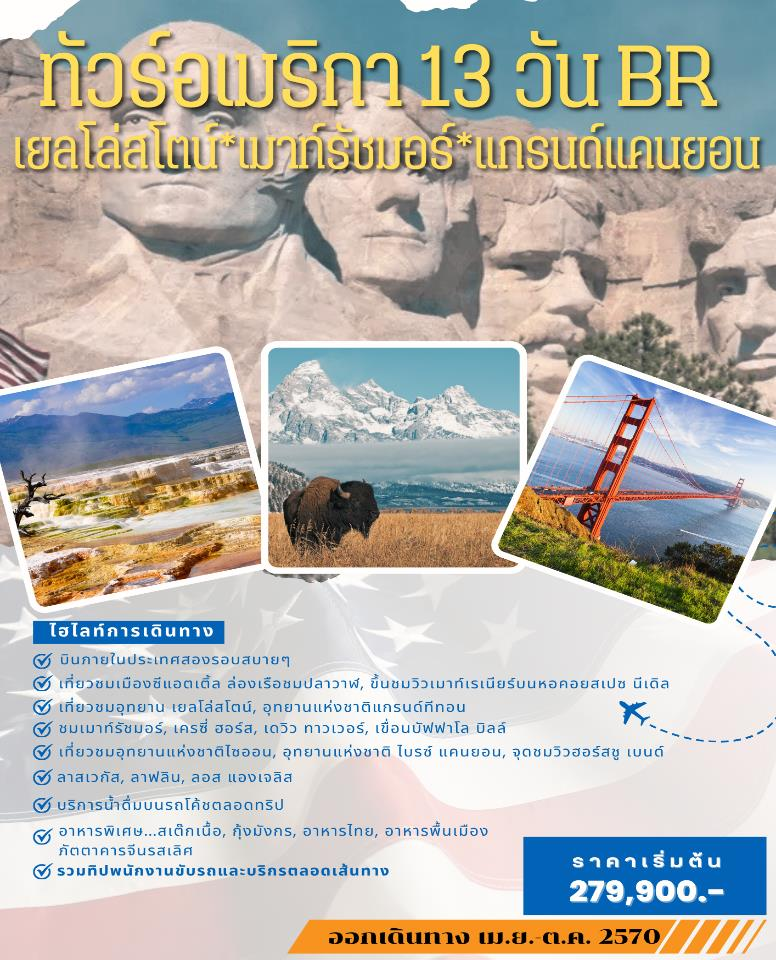 ทัวร์อเมริกา 13 วัน BR
เยลโล่สโตน์*เมาท์รัชมอร์*แกรนด์แคนยอน
ไฮไลท์การเดินทาง
บินภายในประเทศสองรอบสบายๆ
เที่ยวชมเมืองซีแอตเติ้ล ล่องเรือชมปลาวาฬ, ขึ้นชมวิวเมาท์เรเนียร์บนหอคอยสเปซ นีเดิล
เที่ยวชมอุทยาน เยลโล่สโตน์, อุทยานแห่งชาติแกรนด์ทีทอน
ชมเมาท์รัชมอร์, เครซี่ ฮอร์ส, เดวิว ทาวเวอร์, เขื่อนบัฟฟาโล บิลล์
เที่ยวชมอุทยานแห่งชาติไซออน, อุทยานแห่งชาติ ไบรซ์ แคนยอน, จุดชมวิวฮอร์สชู เบนด์
ลาสเวกัส, ลาฟลิน, ลอส แองเจลิส
บริการน้ำดื่มบนรถโค้ชตลอดทริป
อาหารพิเศษ...สเต๊กเนื้อ, กุ้งมังกร, อาหารไทย, อาหารพื้นเมือง
ภัตตาคารจีนรสเลิศ
รวมทิปพนักงานขับรถและบริกรตลอดเส้นทาง
ราคาเริ่มต้น
279,900.-
ออกเดินทาง เม.ย.-ต.ค. 2570